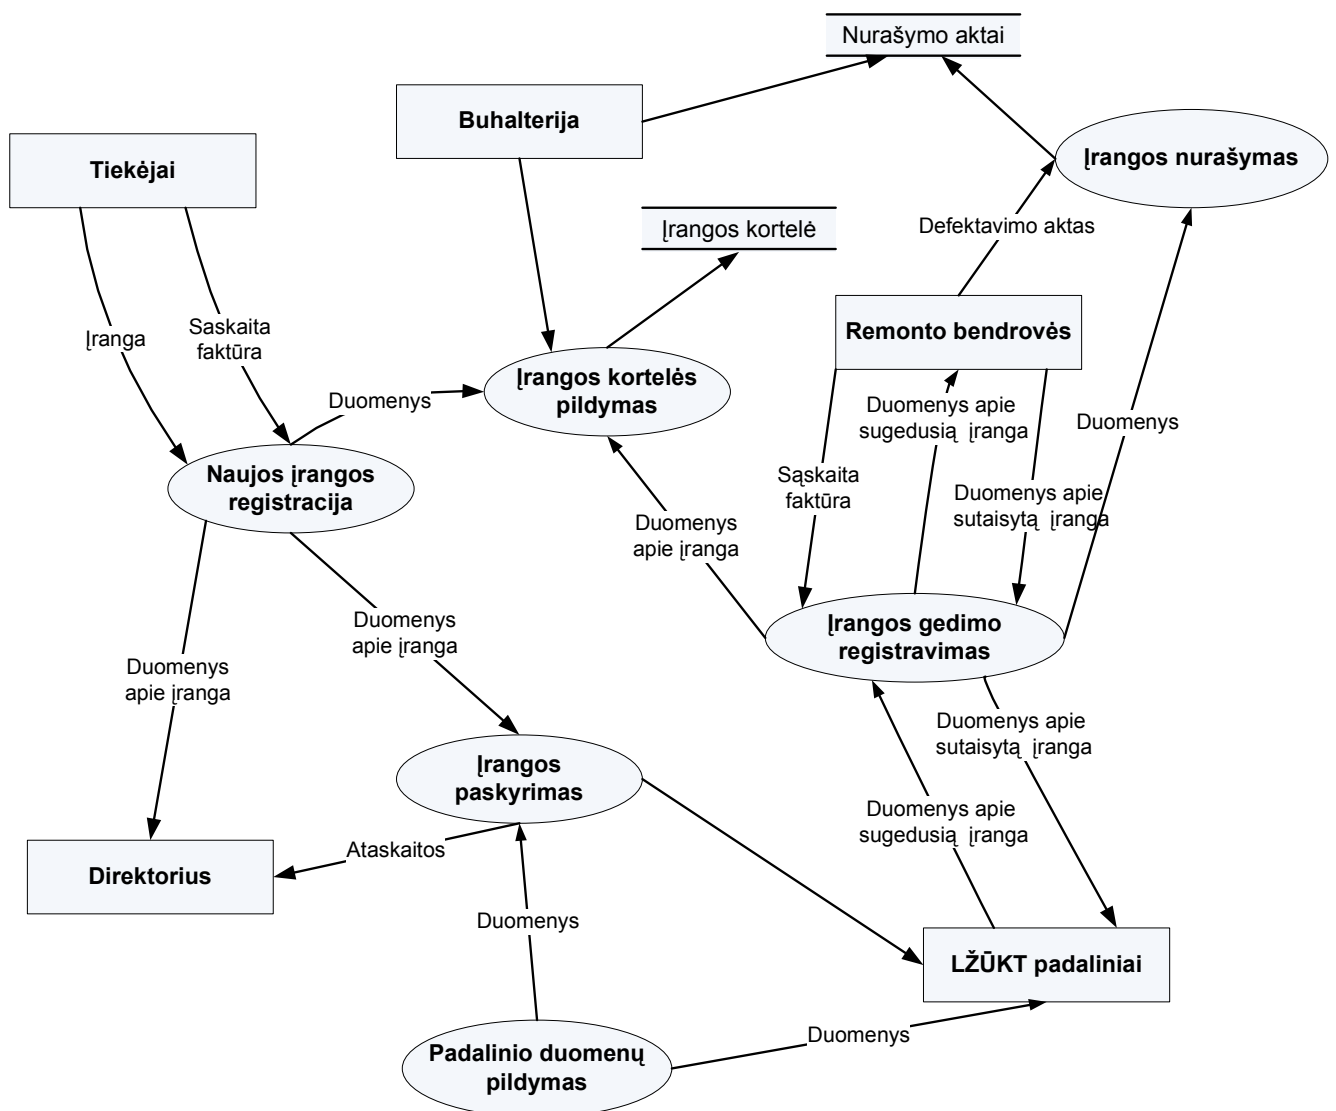 Nurašymo aktai
Buhalterija
Tiekėjai
Įrangos nurašymas
Įrangos kortelė
Defektavimo aktas
Įranga
Saskaita
faktūra
Remonto bendrovės
Įrangos kortelės
pildymas
Duomenys
Duomenys apie
sugedusią įranga
Duomenys
Naujos įrangos
registracija
Sąskaita
faktūra
Duomenys apie
sutaisytą įranga
Duomenys
apie įranga
Duomenys
apie įranga
Įrangos gedimo
registravimas
Duomenys
apie įranga
Duomenys apie
sutaisytą įranga
Įrangos
paskyrimas
Duomenys apie
sugedusią įranga
Ataskaitos
Direktorius
Duomenys
LŽŪKT padaliniai
Duomenys
Padalinio duomenų
pildymas